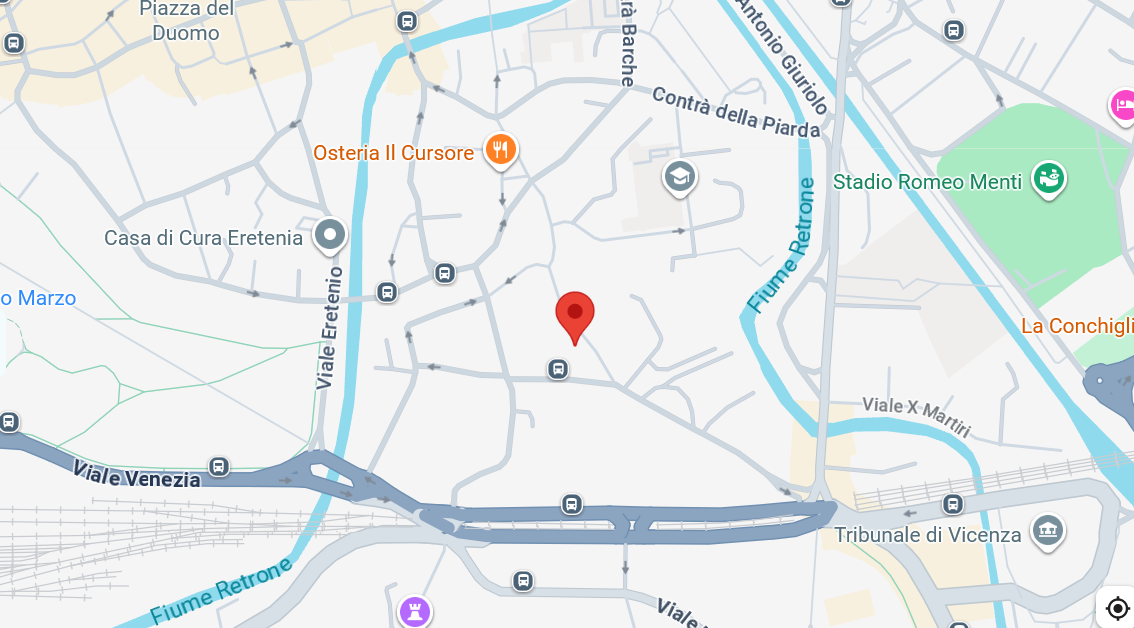 Piazza del
Duomo
rà Barche
Antonio Giuriolo
Contrà della Piarda
Osteria Il Cursore
Stadio Romeo Menti
Fiume Retrone
Casa di Cura Eretenia
Viale Eretenio
o Marzo
La Conchigli
Viale X Martiri
Viale Venezia
Tribunale di Vicenza
Fiume Retrone
Viale